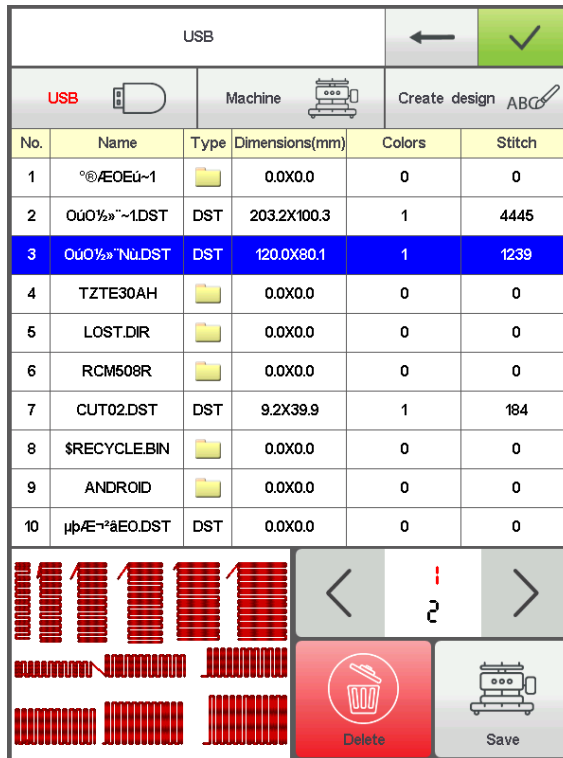 USB
USB Machine Create design ABC
No. Name Type Dimensions(mm) Colors Stitch
1 °®ÆOEú~1 0.0X0.0 0 0
2 OúO½»¨~1.DST DST 203.2X100.3 1 4445
3 OúO½»¨Nù.DST DST 120.0X80.1 1 1239
4 TZTE30AH 0.0X0.0 0 0
5 LOST.DIR 0.0X0.0 0 0
6 RCM508R 0.0X0.0 0 0
7 CUT02.DST DST 9.2X39.9 1 184
8 $RECYCLE.BIN 0.0X0.0 0 0
9 ANDROID 0.0X0.0 0 0
10 µþÆ¬²âEO.DST DST 0.0X0.0 0 0
1
2
Delete Save